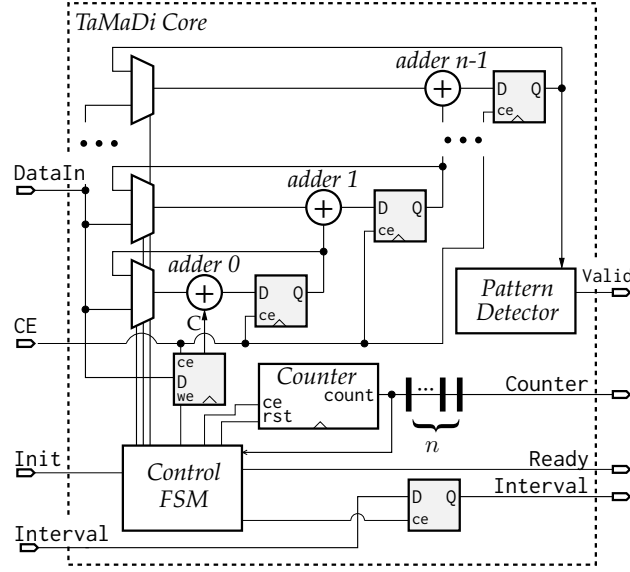 TaMaDi Core
adder n-1
D Q
ce
DataIn
adder 1
D Q
ce
adder 0
D Q
ce
C
Pattern
Detector
Valid
CE
ce
D
we
Counter
count
ce
rst
...
n
Counter
Init
Control
FSM
Ready
Interval
D Q
ce
Interval